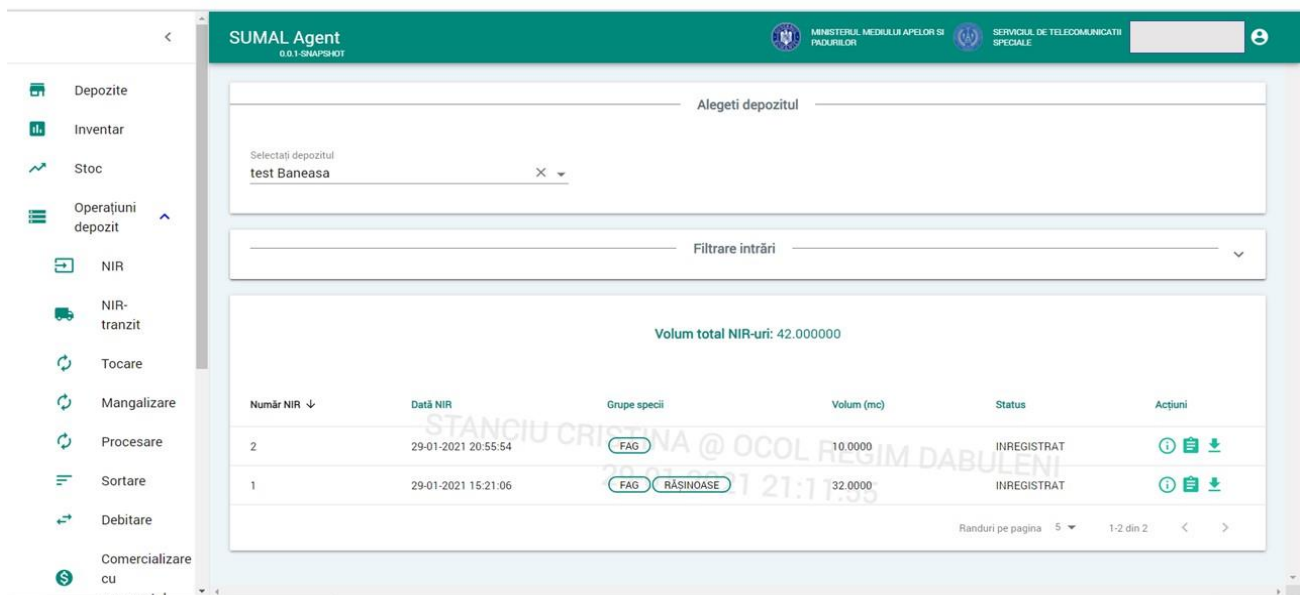 SUMAL Agent
0.0.1-SNAPSHOT
MINISTERUL MEDIULUI APELOR SI
PADURILOR
SERVICIUL DE TELECOMUNICATII
SPECIALE
Depozite
Inventar
Stoc
Operațiuni
depozit
NIR
NIR-
tranzit
Tocare
Mangalizare
Procesare
Sortare
Debitare
Comercializare
cu
Alegeti depozitul
Selectați depozitul
test Baneasa
Filtrare intrări
Volum total NIR-uri: 42.000000
Număr NIR Dată NIR Grupe specii Volum (mc) Status Acțiuni
2 29-01-2021 20:55:54 FAG 10.0000 INREGISTRAT
1 29-01-2021 15:21:06 FAG RĂȘINOASE 32.0000 INREGISTRAT
STANCIU CRISTINA @ OCOL REGIM DABULENI
29-01-2021 21:11:55
Randuri pe pagina 5 1-2 din 2